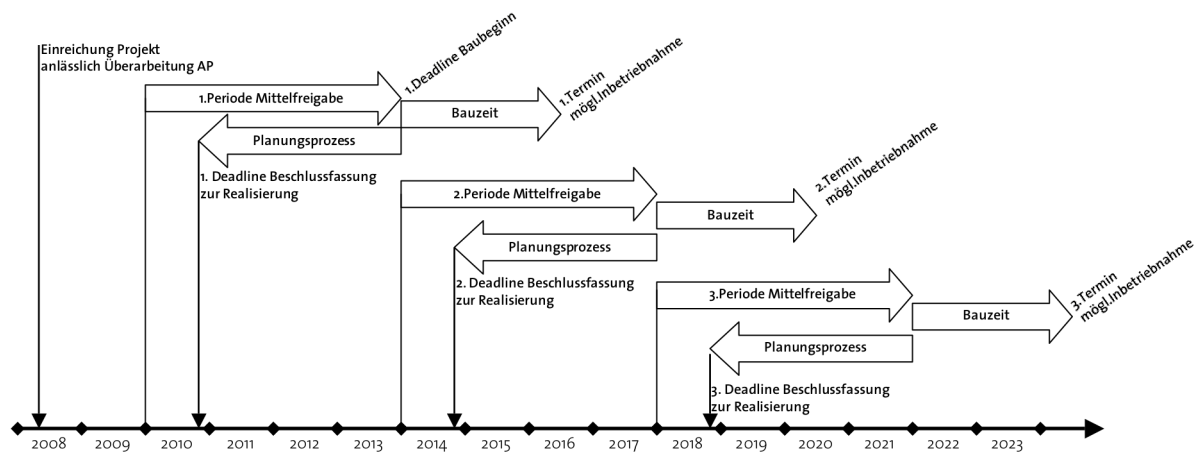 Einreichung Projekt
anlässlich Überarbeitung AP
1.Periode Mittelfreigabe
1.Deadline Baubeginn
Bauzeit
1.Termin
mögl.Inbetriebnahme
Planungsprozess
1. Deadline Beschlussfassung
zur Realisierung
2.Periode Mittelfreigabe
Bauzeit
2.Termin
mögl.Inbetriebnahme
Planungsprozess
2. Deadline Beschlussfassung
zur Realisierung
3.Periode Mittelfreigabe
Bauzeit
3.Termin
mögl.Inbetriebnahme
Planungsprozess
3. Deadline Beschlussfassung
zur Realisierung
2008 2009 2010 2011 2012 2013 2014 2015 2016 2017 2018 2019 2020 2021 2022 2023